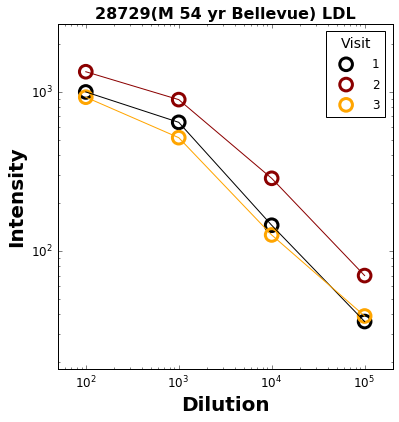 28729(M 54 yr Bellevue) LDL
Visit
1
2
3
10³
10²
Intensity
10² 10³ 10⁴ 10⁵
Dilution